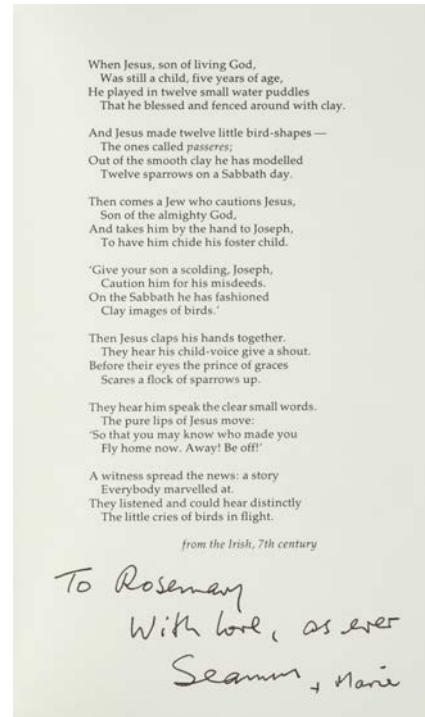 When Jesus, son of living God,
Was still a child, five years of age,
He played in twelve small water puddles
That he blessed and fenced around with clay.
And Jesus made twelve little bird-shapes —
The ones called passeres;
Out of the smooth clay he has modelled
Twelve sparrows on a Sabbath day.
Then comes a Jew who cautions Jesus,
Son of the almighty God,
And takes him by the hand to Joseph,
To have him chide his foster child.
‘Give your son a scolding, Joseph,
Caution him for his misdeeds.
On the Sabbath he has fashioned
Clay images of birds.’
Then Jesus claps his hands together.
They hear his child-voice give a shout.
Before their eyes the prince of graces
Scares a flock of sparrows up.
They hear him speak the clear small words.
The pure lips of Jesus move:
‘So that you may know who made you
Fly home now. Away! Be off!’
A witness spread the news: a story
Everybody marvelled at.
They listened and could hear distinctly
The little cries of birds in flight.
from the Irish, 7th century
To Rosemary
With love, as ever
Seamus + Marie